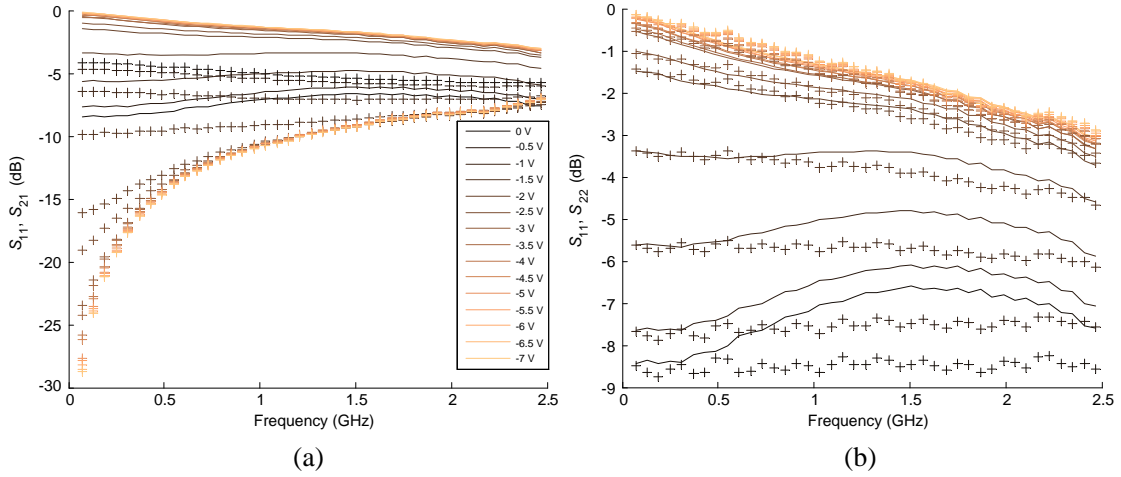 0
-5
-10
-15
-20
-25
-30
S11, S21 (dB)
0 V
-0.5 V
-1 V
-1.5 V
-2 V
-2.5 V
-3 V
-3.5 V
-4 V
-4.5 V
-5 V
-5.5 V
-6 V
-6.5 V
-7 V
0 0.5 1 1.5 2 2.5
Frequency (GHz)
(a)
0
-1
-2
-3
-4
-5
-6
-7
-8
-9
S11, S22 (dB)
0 0.5 1 1.5 2 2.5
Frequency (GHz)
(b)